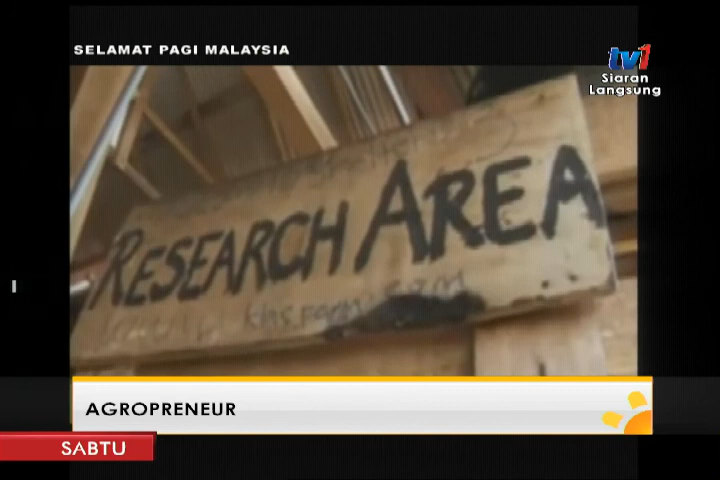 SELAMAT PAGI MALAYSIA
tv1
Siaran
Langsung
RESEARCH AREA
AGROPRENEUR
SABTU